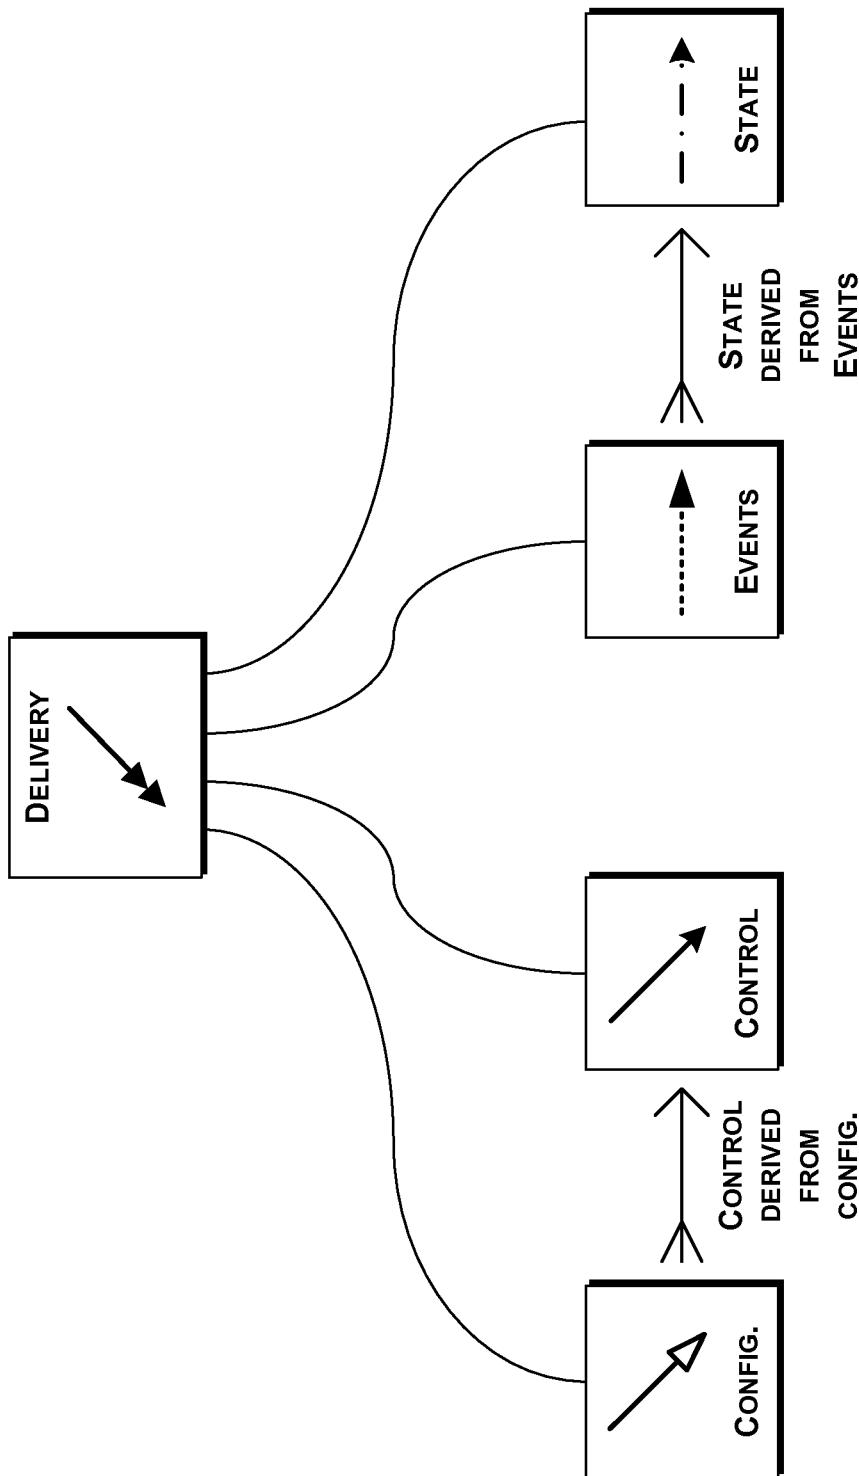 DELIVERY
CONFIG.
CONTROL
DERIVED
FROM
CONFIG.
CONTROL
EVENTS
STATE
DERIVED
FROM
EVENTS
STATE